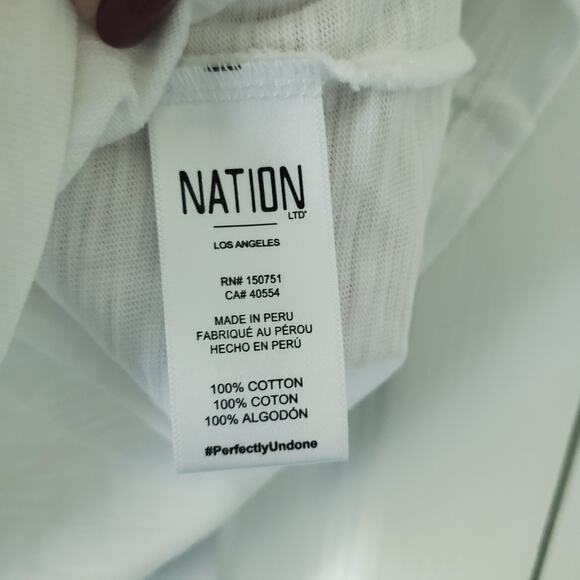 NATION
LTD®
LOS ANGELES
RN# 150751
CA# 40554
MADE IN PERU
FABRIQUÉ AU PÉROU
HECHO EN PERÚ
100% COTTON
100% COTON
100% ALGODÓN
#PerfectlyUndone